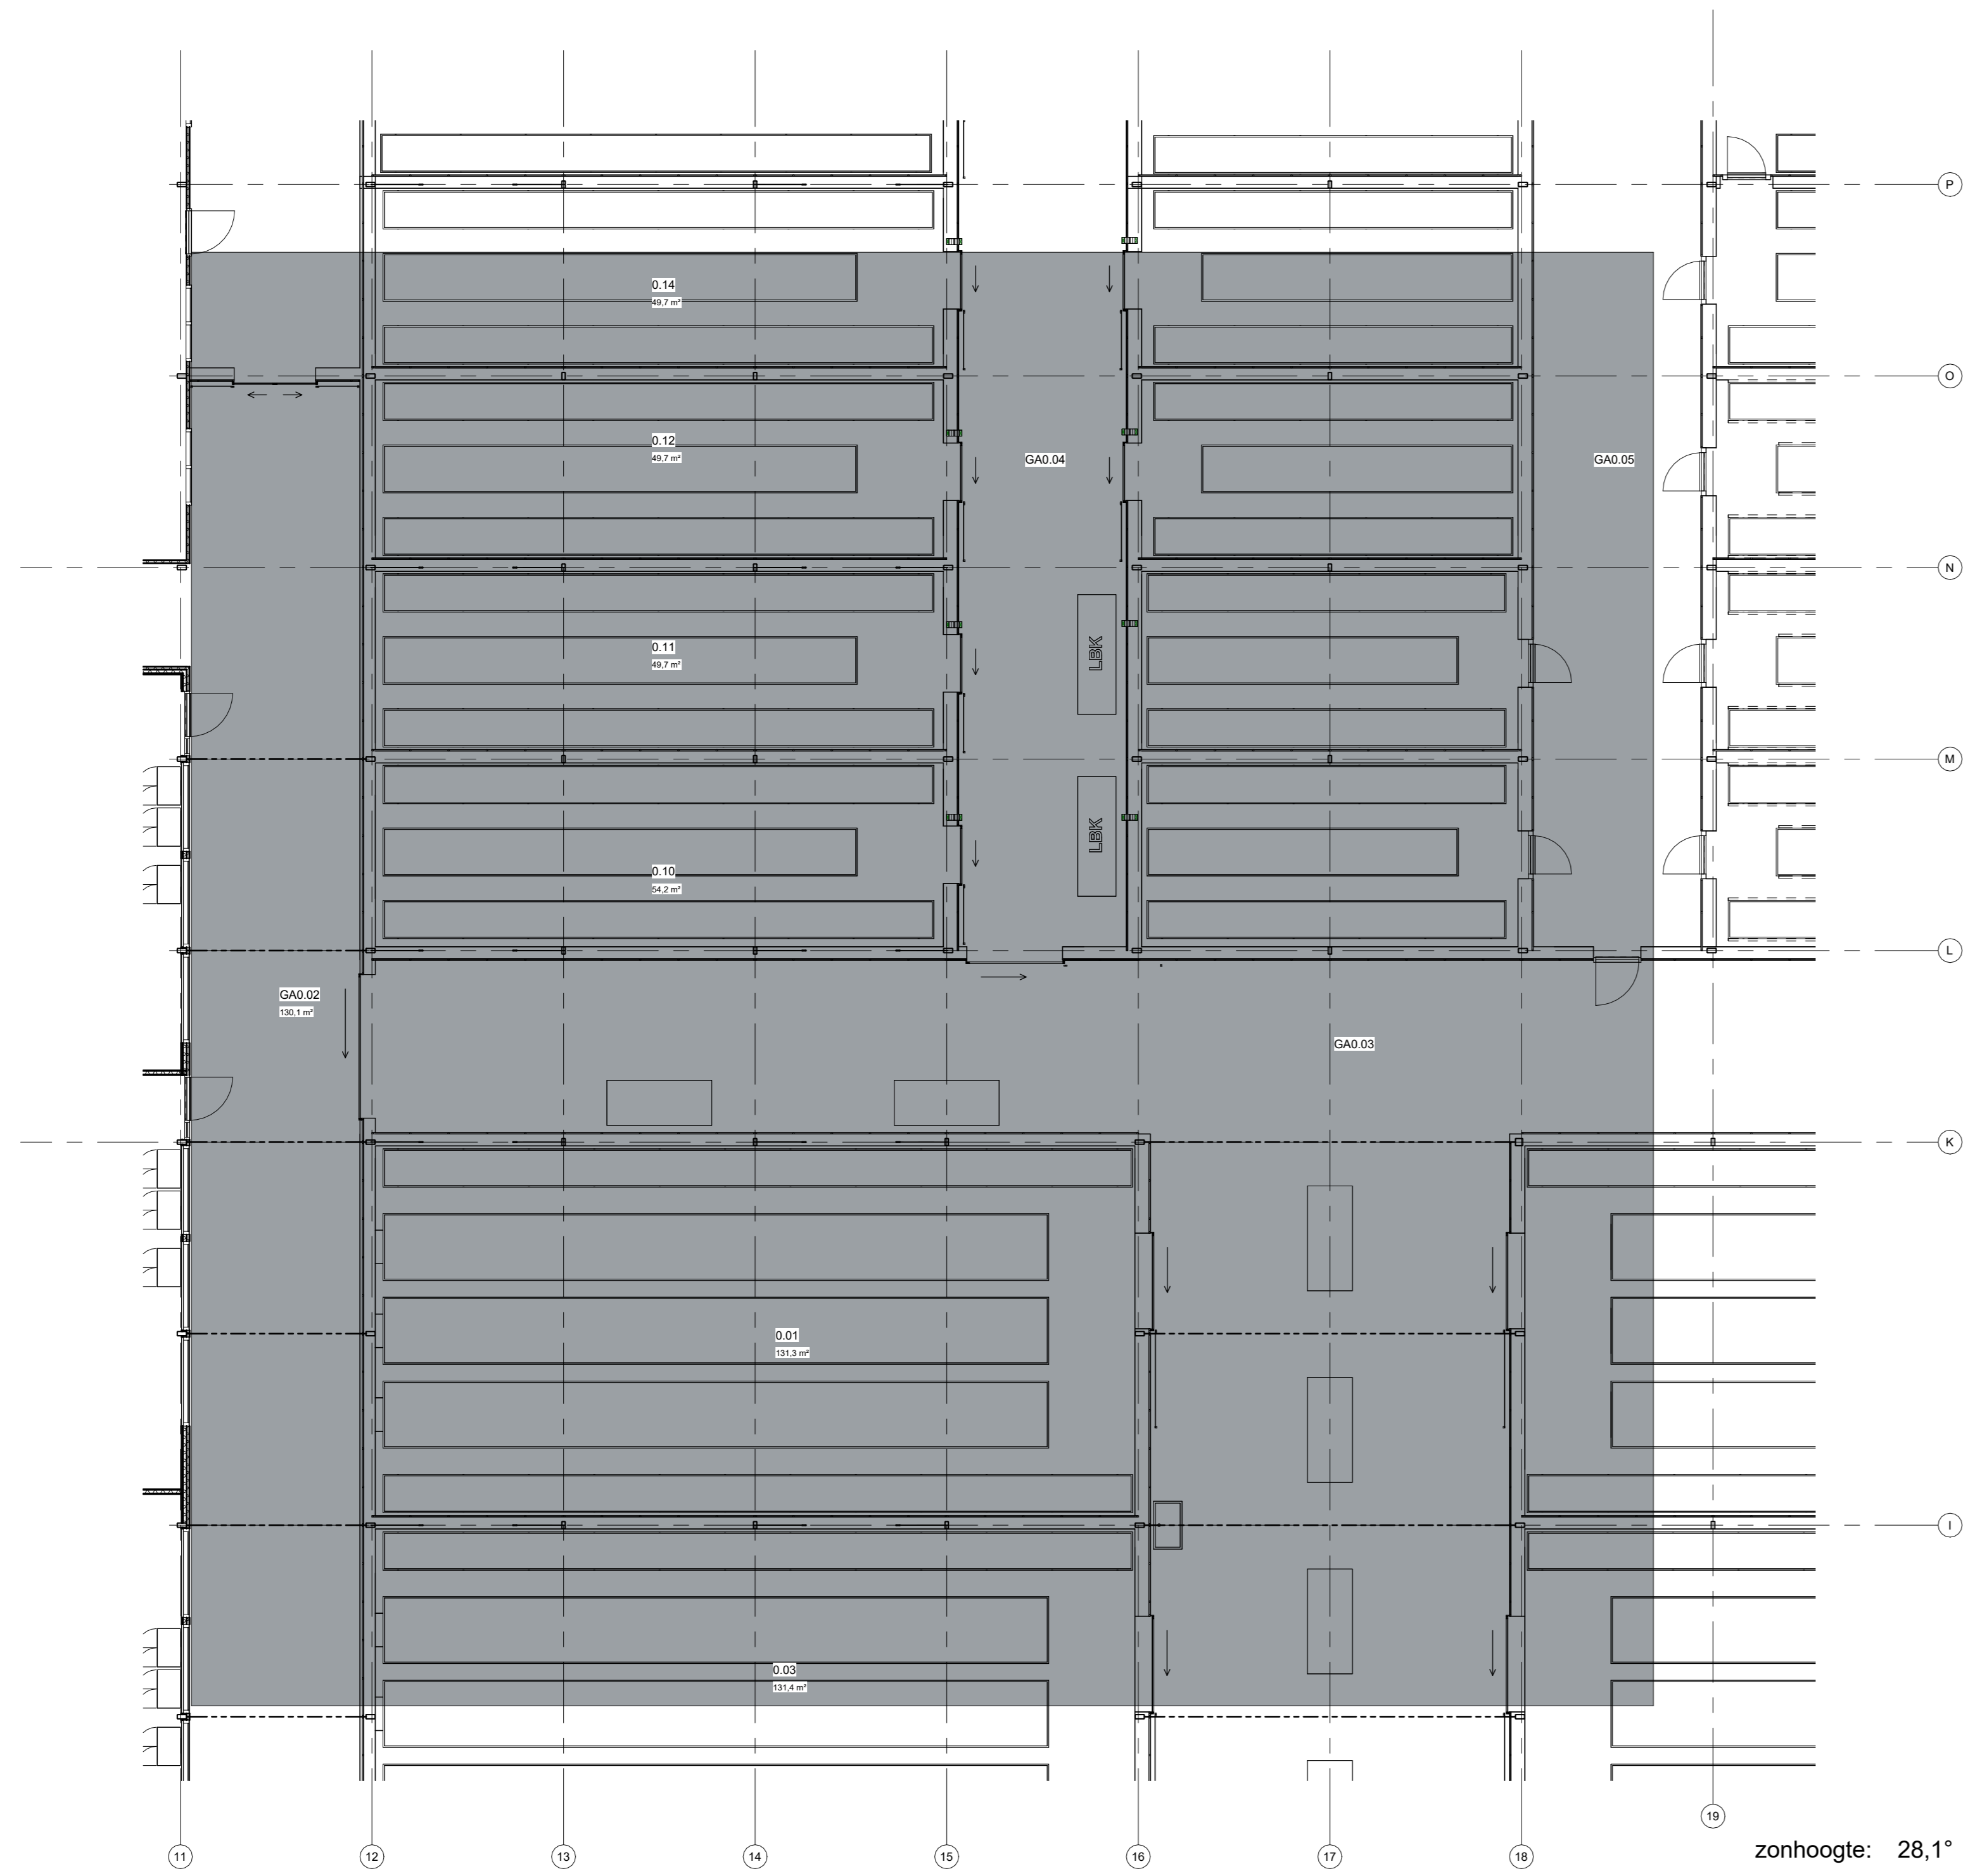 P
0.14
49,7 m²
O
0.12
49,7 m²
GA0.04
GA0.05
N
0.11
49,7 m²
LBK
M
LBK
0.10
54,2 m²
L
GA0.02
130,1 m²
GA0.03
K
0.01
131,3 m²
I
0.03
131,4 m²
19
11
12
13
14
15
16
17
18
zonhoogte: 28,1°